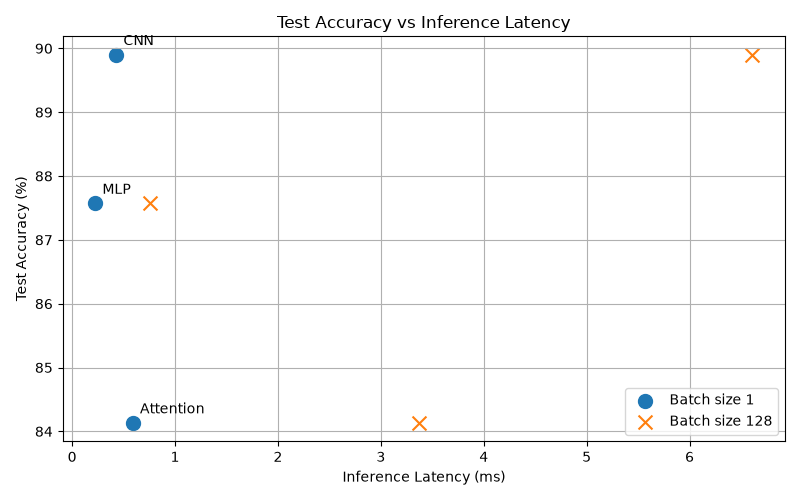 Test Accuracy vs Inference Latency
CNN
MLP
Attention
90
89
88
87
86
85
84
Test Accuracy (%)
0 1 2 3 4 5 6
Inference Latency (ms)
Batch size 1
Batch size 128